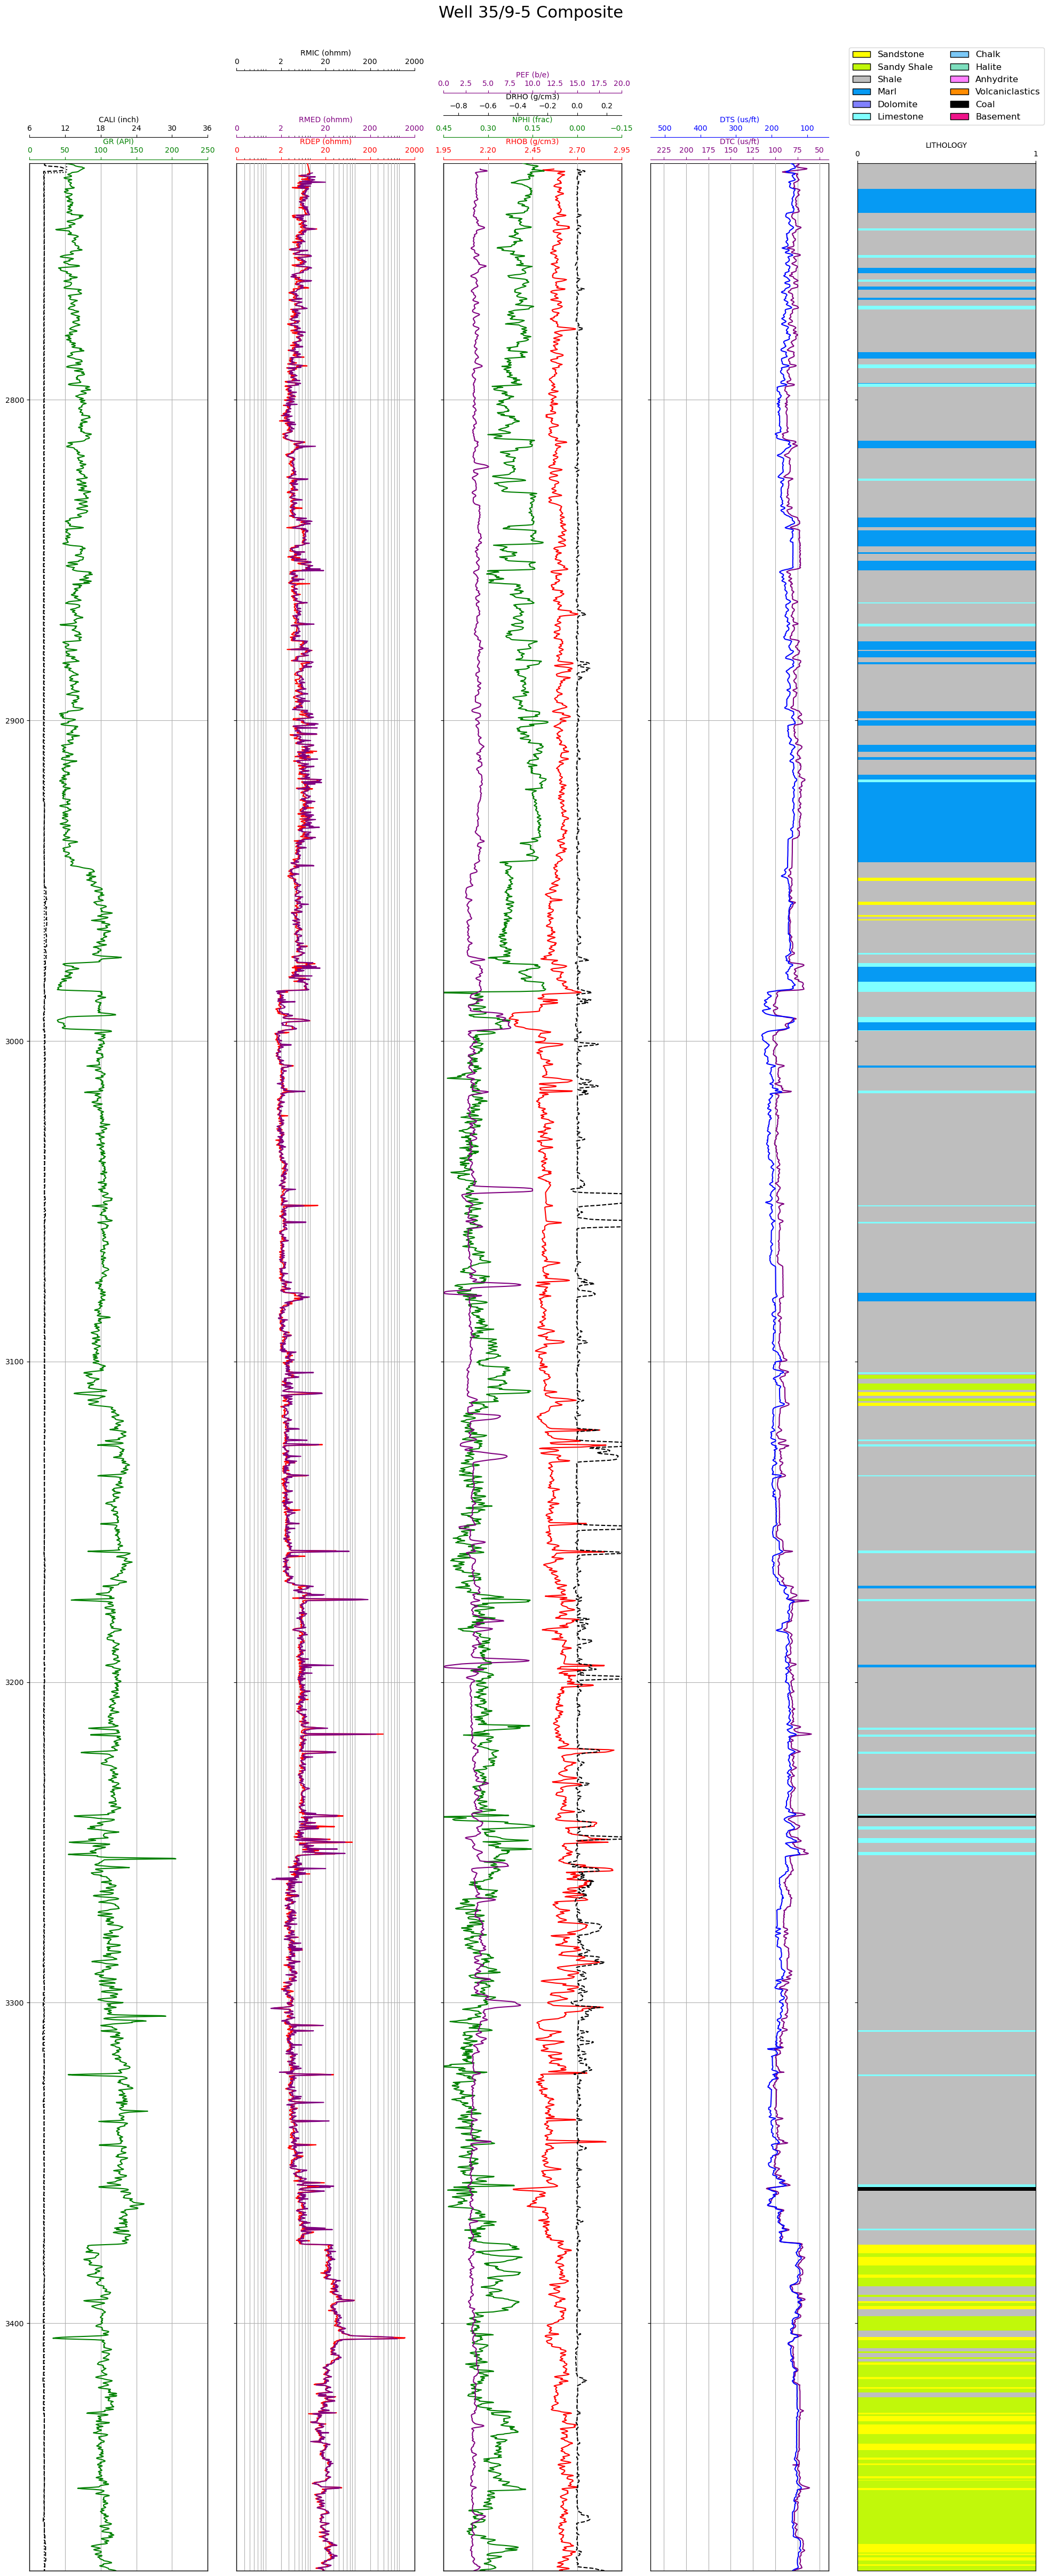 Well 35/9-5 Composite
Sandstone Chalk
Sandy Shale Halite
Shale Anhydrite
Marl Volcaniclastics
Dolomite Coal
Limestone Basement
RMIC (ohmm)
0 2 20 200 2000
PEF (b/e)
0.0 2.5 5.0 7.5 10.0 12.5 15.0 17.5 20.0
DRHO (g/cm3)
−0.8 −0.6 −0.4 −0.2 0.0 0.2
CALI (inch) RMED (ohmm) NPHI (frac) DTS (us/ft)
6 12 18 24 30 36 0 2 20 200 2000 0.45 0.30 0.15 0.00 −0.15 500 400 300 200 100
GR (API) RDEP (ohmm) RHOB (g/cm3) DTC (us/ft) LITHOLOGY
0 50 100 150 200 250 0 2 20 200 2000 1.95 2.20 2.45 2.70 2.95 225 200 175 150 125 100 75 50 0 1
2800
2900
3000
3100
3200
3300
3400